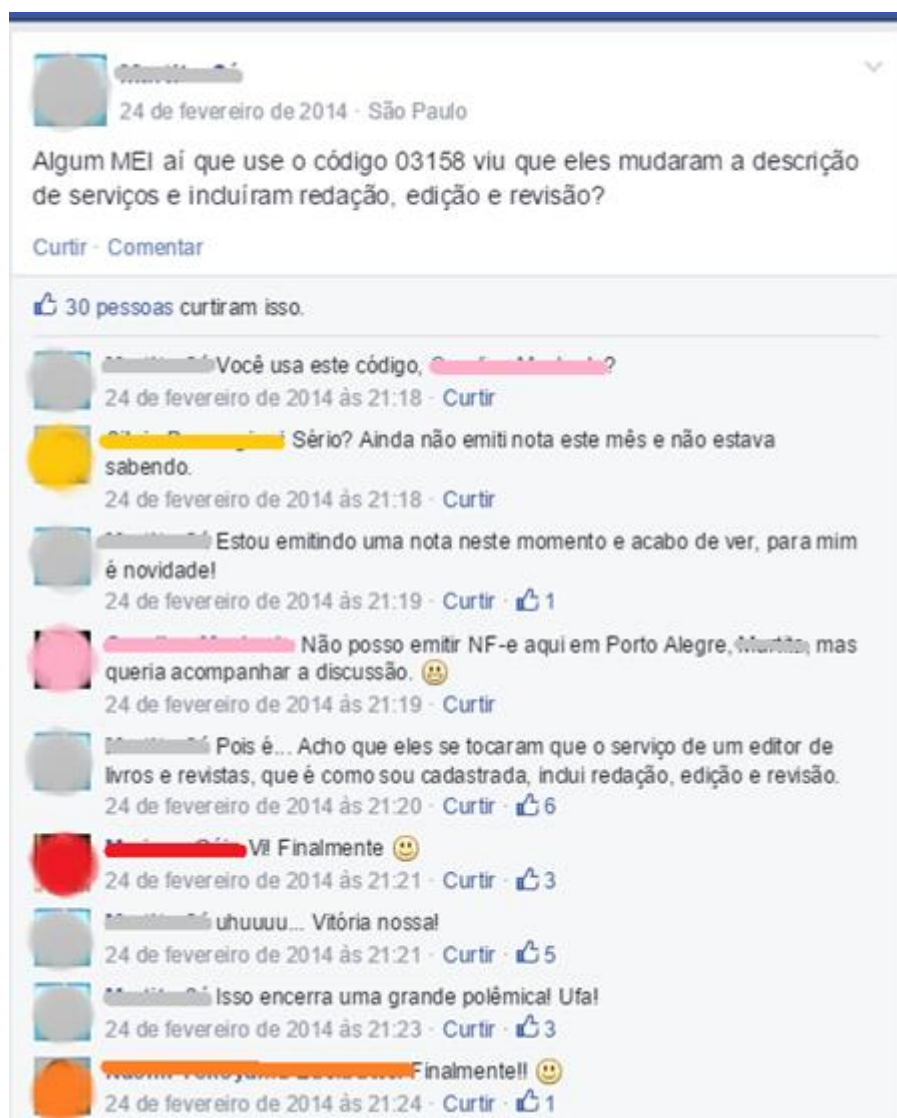 24 de fevereiro de 2014 · São Paulo
Algum MEI aí que use o código 03158 viu que eles mudaram a descrição
de serviços e incluíram redação, edição e revisão?
Curtir · Comentar
30 pessoas curtiram isso.
Você usa este código, ?
24 de fevereiro de 2014 às 21:18 · Curtir
Sério? Ainda não emiti nota este mês e não estava
sabendo.
24 de fevereiro de 2014 às 21:18 · Curtir
Estou emitindo uma nota neste momento e acabo de ver, para mim
é novidade!
24 de fevereiro de 2014 às 21:19 · Curtir · 1
Não posso emitir NF-e aqui em Porto Alegre, mas
queria acompanhar a discussão.
24 de fevereiro de 2014 às 21:19 · Curtir
Pois é... Acho que eles se tocaram que o serviço de um editor de
livros e revistas, que é como sou cadastrada, inclui redação, edição e revisão.
24 de fevereiro de 2014 às 21:20 · Curtir · 6
Vi! Finalmente
24 de fevereiro de 2014 às 21:21 · Curtir · 3
uhuuuu... Vitória nossa!
24 de fevereiro de 2014 às 21:21 · Curtir · 5
Isso encerra uma grande polêmica! Ufa!
24 de fevereiro de 2014 às 21:23 · Curtir · 3
Finalmente!!
24 de fevereiro de 2014 às 21:24 · Curtir · 1